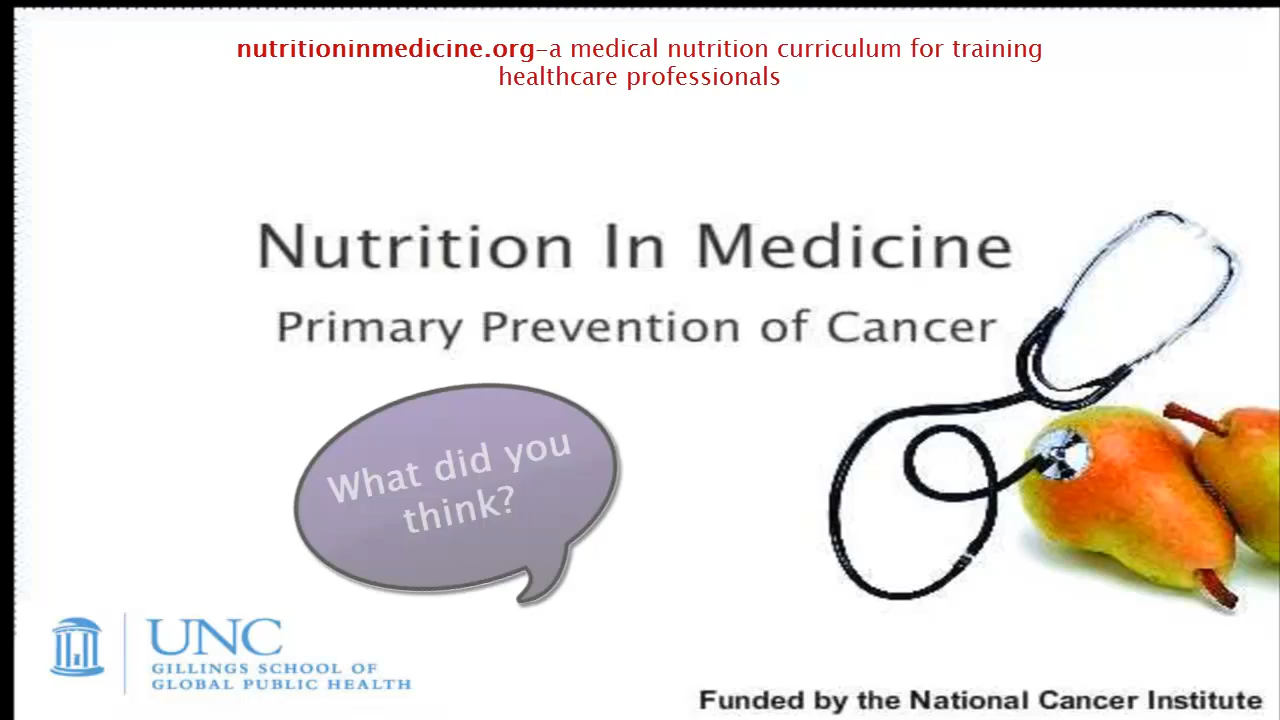 nutritioninmedicine.org–a medical nutrition curriculum for training
healthcare professionals
Nutrition In Medicine
Primary Prevention of Cancer
What did you
think?
UNC
GILLINGS SCHOOL OF
GLOBAL PUBLIC HEALTH
Funded by the National Cancer Institute